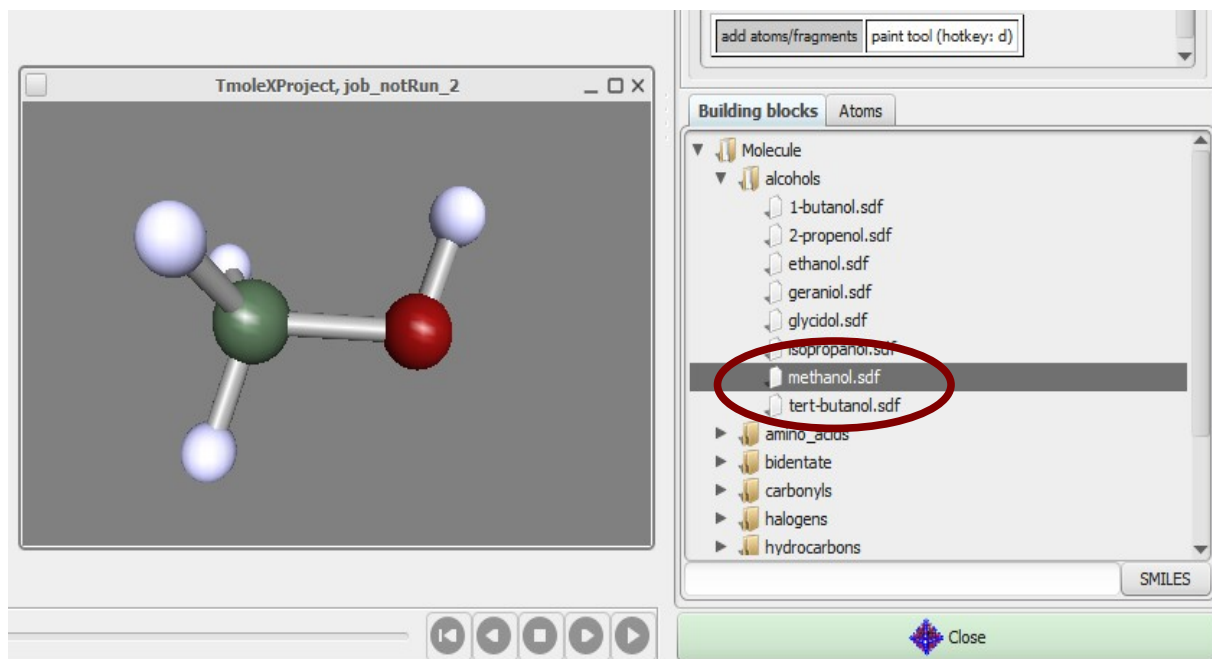 add atoms/fragments paint tool (hotkey: d)
TmoleXProject, job_notRun_2
Building blocks Atoms
Molecule
alcohols
1-butanol.sdf
2-propenol.sdf
ethanol.sdf
geraniol.sdf
glycidol.sdf
isopropanol.sdf
methanol.sdf
tert-butanol.sdf
amino_acids
bidentate
carbonyls
halogens
hydrocarbons
SMILES
Close